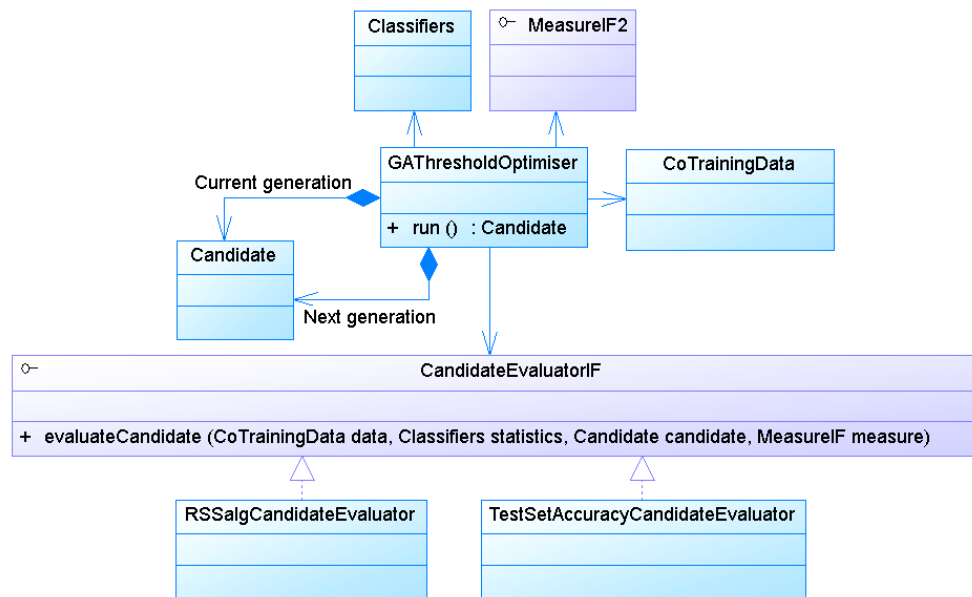 Classifiers
MeasureIF2
GAThresholdOptimiser
CoTrainingData
Current generation
+ run () : Candidate
Candidate
Next generation
CandidateEvaluatorIF
+ evaluateCandidate (CoTrainingData data, Classifiers statistics, Candidate candidate, MeasureIF measure)
RSSalgCandidateEvaluator
TestSetAccuracyCandidateEvaluator